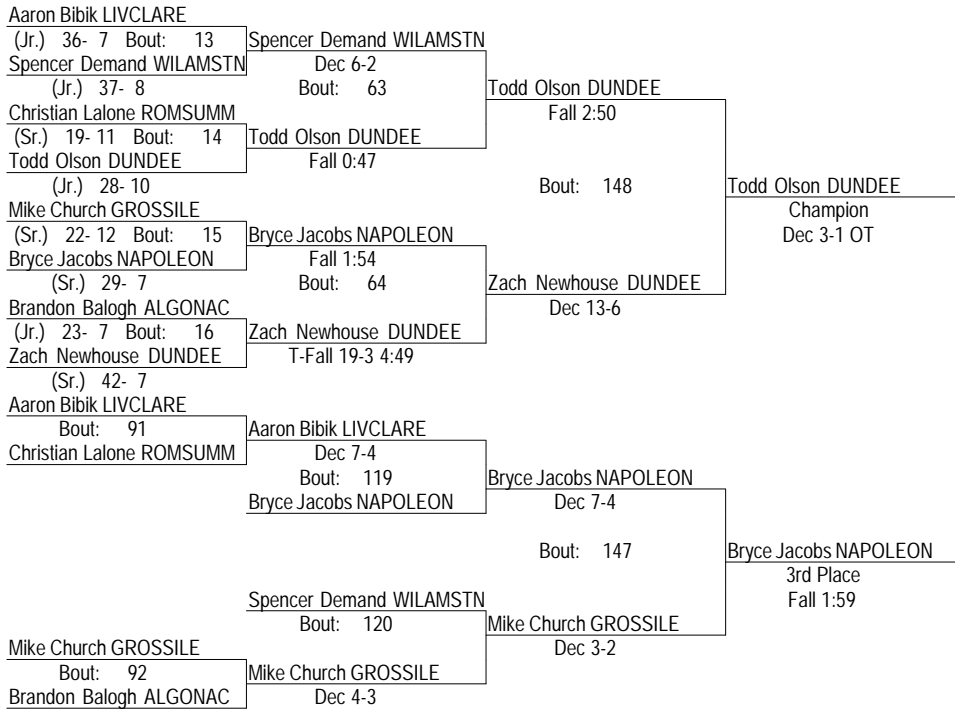 Aaron Bibik LIVCLARE
(Jr.) 36- 7 Bout: 13 Spencer Demand WILAMSTN
Spencer Demand WILAMSTN Dec 6-2
(Jr.) 37- 8 Bout: 63 Todd Olson DUNDEE
Christian Lalone ROMSUMM Fall 2:50
(Sr.) 19- 11 Bout: 14 Todd Olson DUNDEE
Todd Olson DUNDEE Fall 0:47
(Jr.) 28- 10 Bout: 148 Todd Olson DUNDEE
Mike Church GROSSILE Champion
(Sr.) 22- 12 Bout: 15 Bryce Jacobs NAPOLEON Dec 3-1 OT
Bryce Jacobs NAPOLEON Fall 1:54
(Sr.) 29- 7 Bout: 64 Zach Newhouse DUNDEE
Brandon Balogh ALGONAC Dec 13-6
(Jr.) 23- 7 Bout: 16 Zach Newhouse DUNDEE
Zach Newhouse DUNDEE T-Fall 19-3 4:49
(Sr.) 42- 7
Aaron Bibik LIVCLARE
Bout: 91 Aaron Bibik LIVCLARE
Christian Lalone ROMSUMM Dec 7-4
Bout: 119 Bryce Jacobs NAPOLEON
Bryce Jacobs NAPOLEON Dec 7-4
Bout: 147 Bryce Jacobs NAPOLEON
3rd Place
Spencer Demand WILAMSTN Fall 1:59
Bout: 120 Mike Church GROSSILE
Mike Church GROSSILE Dec 3-2
Bout: 92 Mike Church GROSSILE
Brandon Balogh ALGONAC Dec 4-3